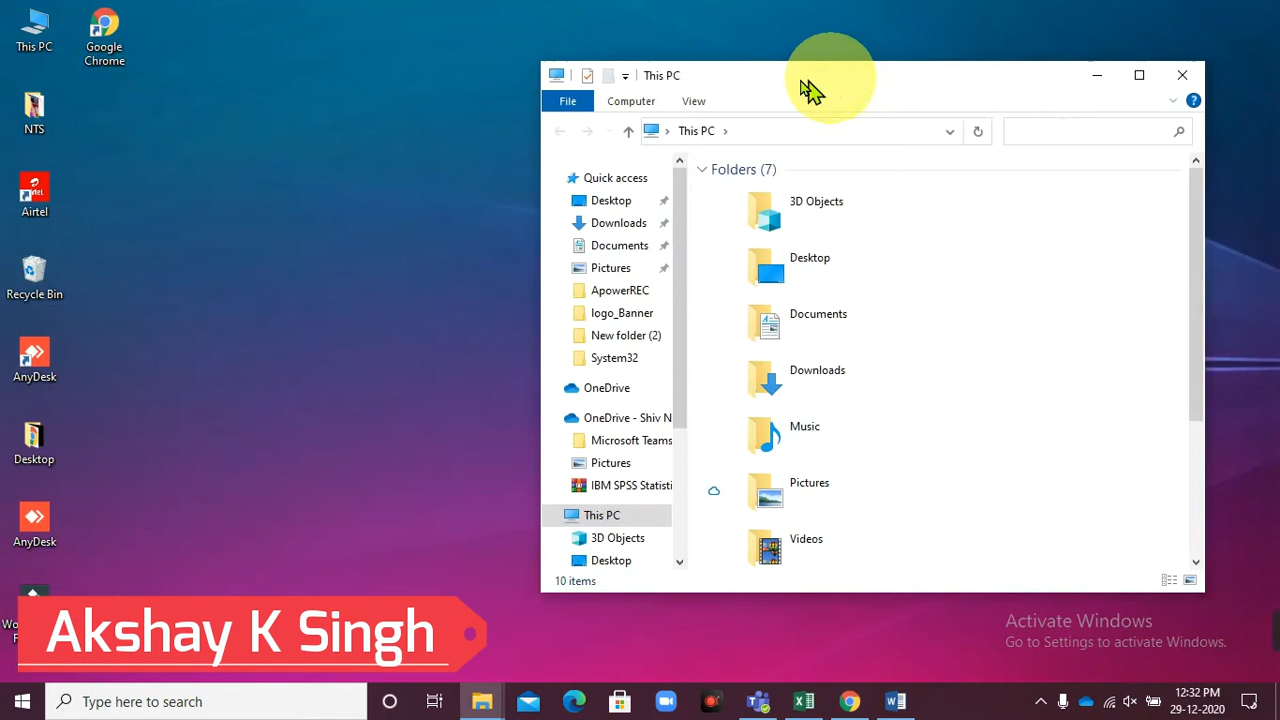 This PC
Google
Chrome
NTS
Airtel
Recycle Bin
AnyDesk
Desktop
AnyDesk
This PC
File
Computer
View
This PC
Quick access
Desktop
Downloads
Documents
Pictures
ApowerREC
logo_Banner
New folder (2)
System32
OneDrive
OneDrive - Shiv N
Microsoft Teams
Pictures
IBM SPSS Statisti
This PC
3D Objects
Desktop
Folders (7)
3D Objects
Desktop
Documents
Downloads
Music
Pictures
Videos
10 items
Akshay K Singh
Activate Windows
Go to Settings to activate Windows.
Type here to search
12:32 PM
29-12-2020